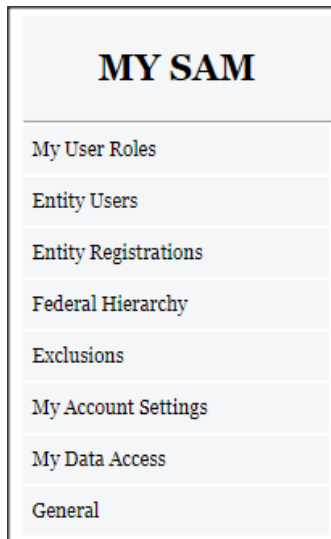 MY SAM
My User Roles
Entity Users
Entity Registrations
Federal Hierarchy
Exclusions
My Account Settings
My Data Access
General